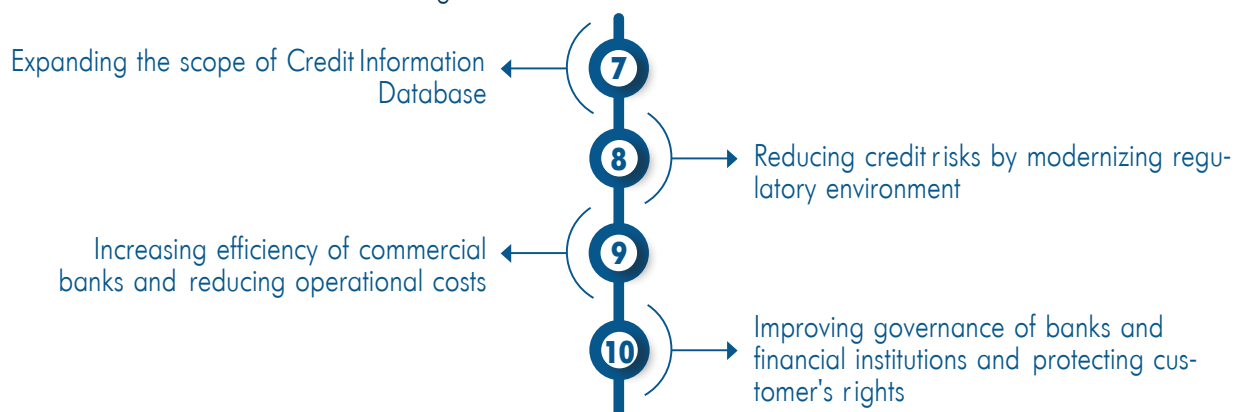 Expanding the scope of Credit Information
Database
7
8
Reducing credit risks by modernizing regu-
latory environment
Increasing efficiency of commercial
banks and reducing operational costs
9
10
Improving governance of banks and
financial institutions and protecting cus-
tomer's rights